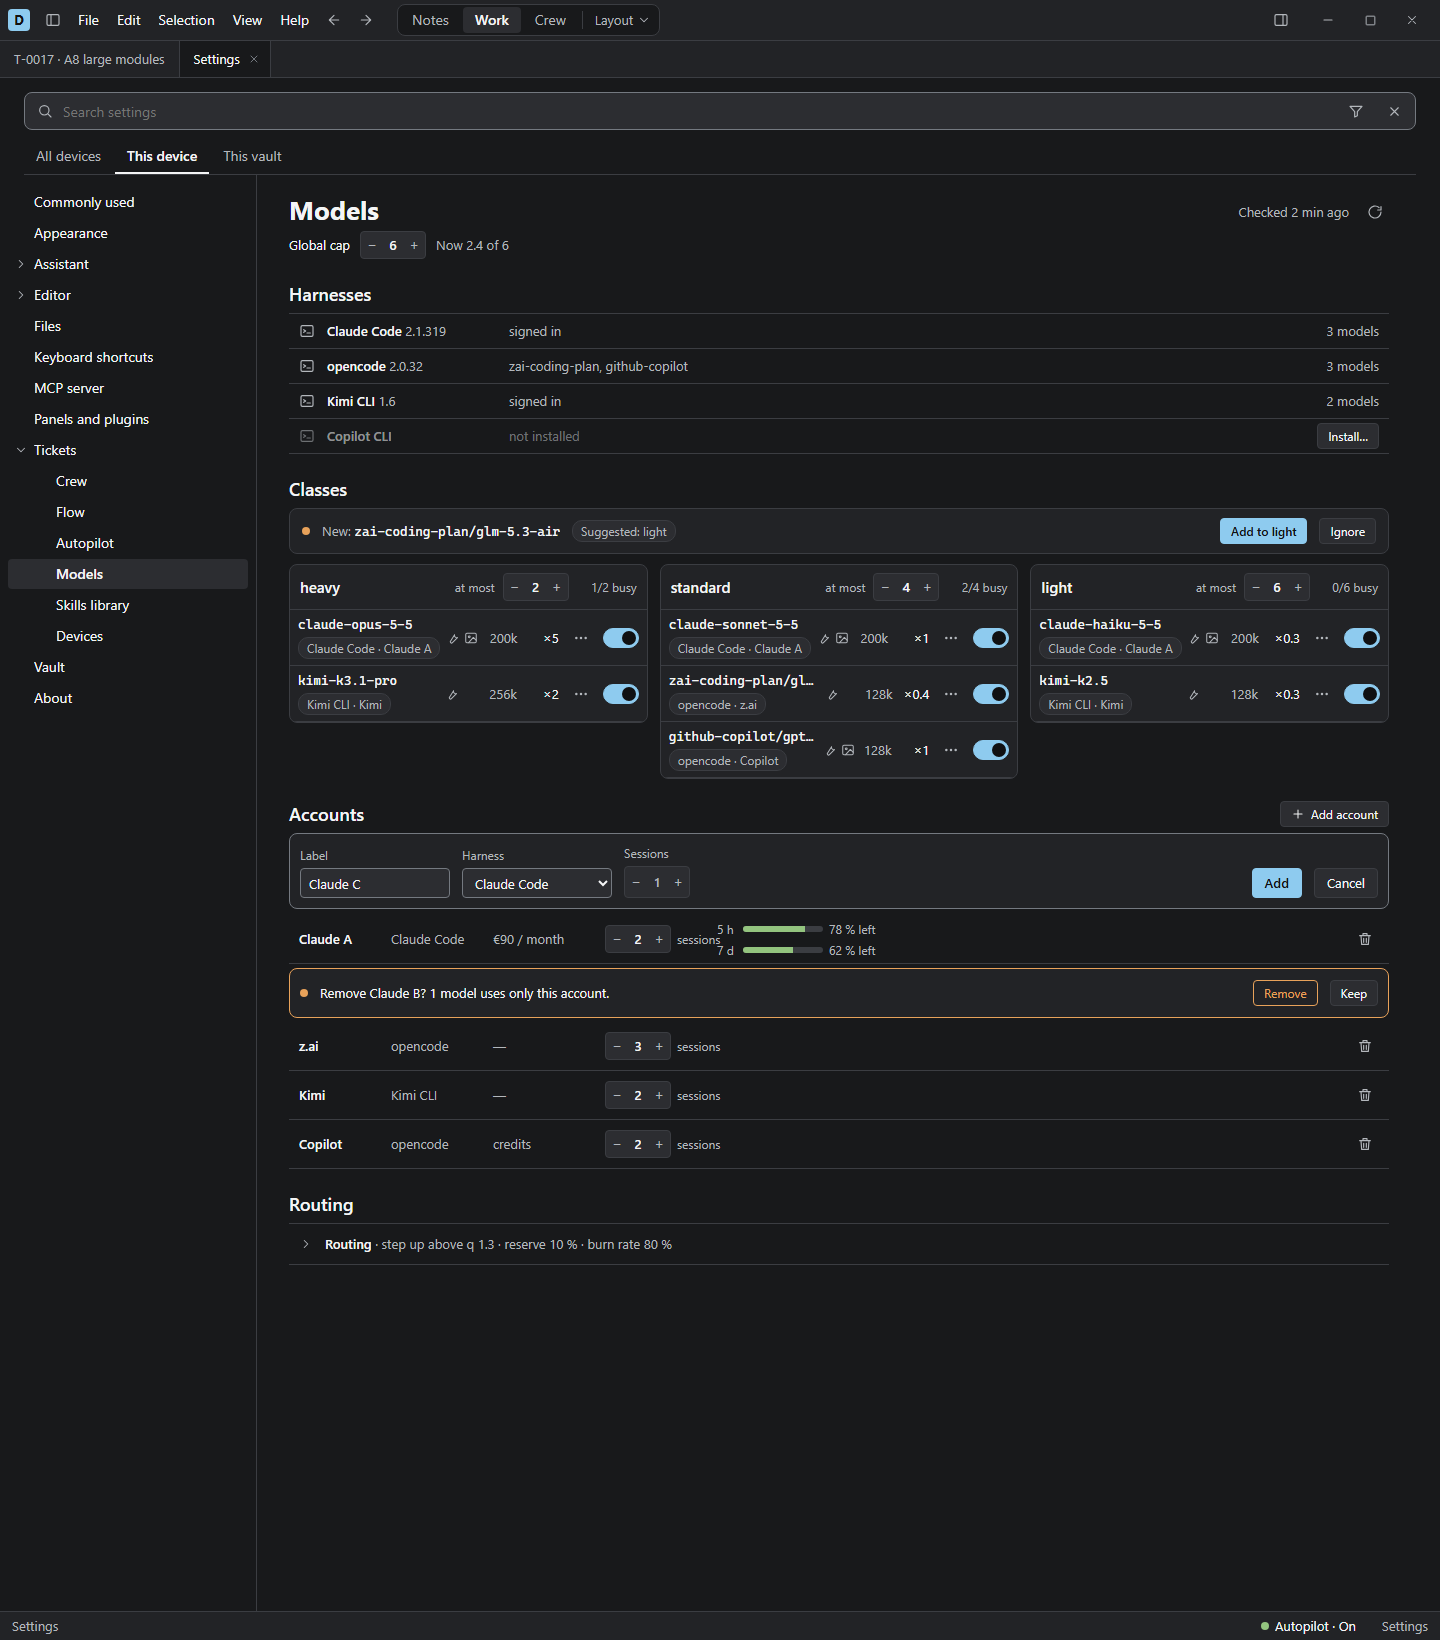 D File Edit Selection View Help Notes Work Crew Layout
T-0017 · A8 large modules Settings
Search settings
All devices This device This vault
Commonly used
Appearance
Assistant
Editor
Files
Keyboard shortcuts
MCP server
Panels and plugins
Tickets
Crew
Flow
Autopilot
Models
Skills library
Devices
Vault
About
Models
Checked 2 min ago
Global cap − 6 + Now 2.4 of 6
Harnesses
Claude Code 2.1.319 signed in 3 models
opencode 2.0.32 zai-coding-plan, github-copilot 3 models
Kimi CLI 1.6 signed in 2 models
Copilot CLI not installed Install...
Classes
New: zai-coding-plan/glm-5.3-air Suggested: light Add to light Ignore
heavy at most − 2 + 1/2 busy
claude-opus-5-5
Claude Code · Claude A 200k ×5 ···
kimi-k3.1-pro
Kimi CLI · Kimi 256k ×2 ···
standard at most − 4 + 2/4 busy
claude-sonnet-5-5
Claude Code · Claude A 200k ×1 ···
zai-coding-plan/gl…
opencode · z.ai 128k ×0.4 ···
github-copilot/gpt…
opencode · Copilot 128k ×1 ···
light at most − 6 + 0/6 busy
claude-haiku-5-5
Claude Code · Claude A 200k ×0.3 ···
kimi-k2.5
Kimi CLI · Kimi 128k ×0.3 ···
Accounts
+ Add account
Label Harness Sessions
Claude C Claude Code − 1 + Add Cancel
Claude A Claude Code €90 / month − 2 + sessions
5 h 78 % left
7 d 62 % left
Remove Claude B? 1 model uses only this account. Remove Keep
z.ai opencode — − 3 + sessions
Kimi Kimi CLI — − 2 + sessions
Copilot opencode credits − 2 + sessions
Routing
Routing · step up above q 1.3 · reserve 10 % · burn rate 80 %
Settings Autopilot · On Settings